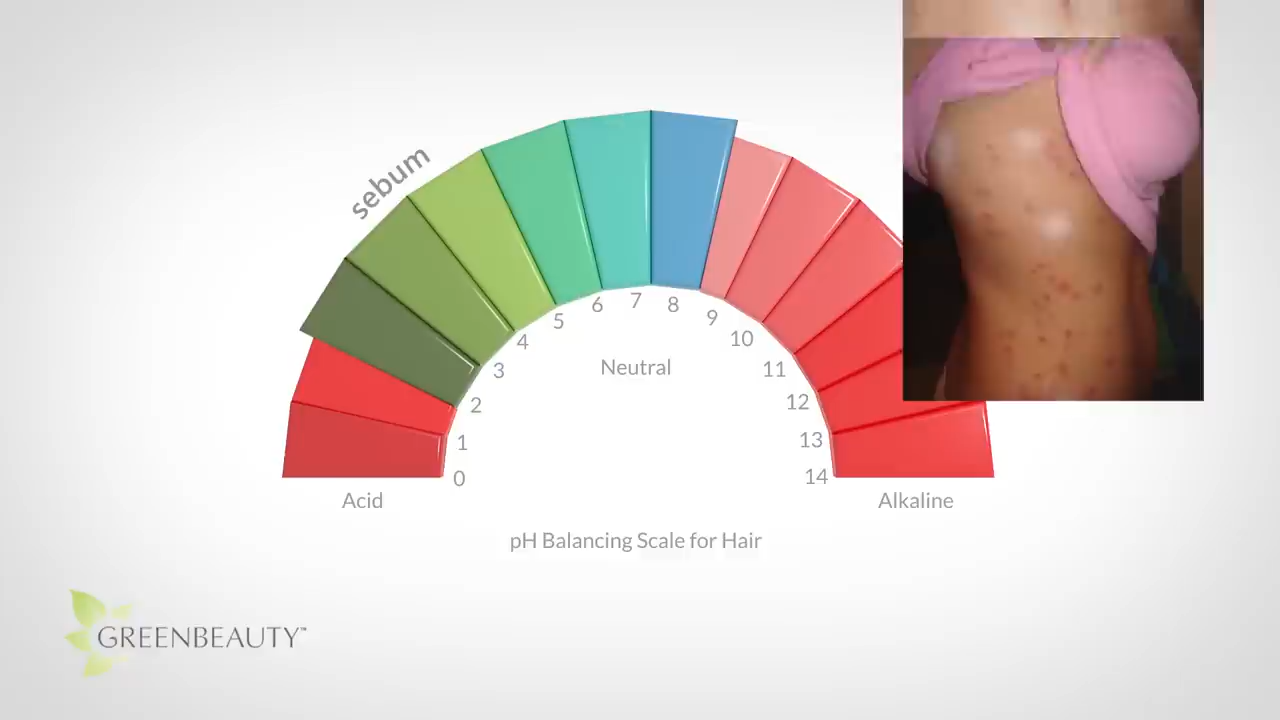 sebum
0
1
2
3
4
5
6
7
8
9
10
11
12
13
14
Neutral
Acid
Alkaline
pH Balancing Scale for Hair
GREENBEAUTY™